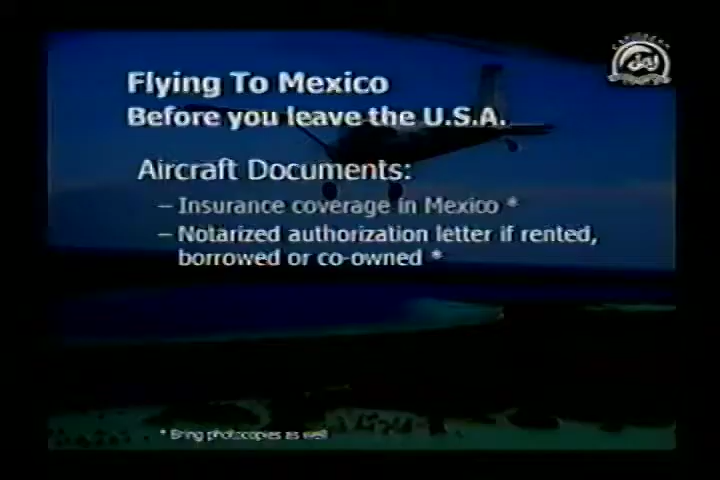 Flying To Mexico
Before you leave the U.S.A.
Aircraft Documents:
– Insurance coverage in Mexico *
– Notarized authorization letter if rented,
borrowed or co-owned *
* Bring photocopies as well